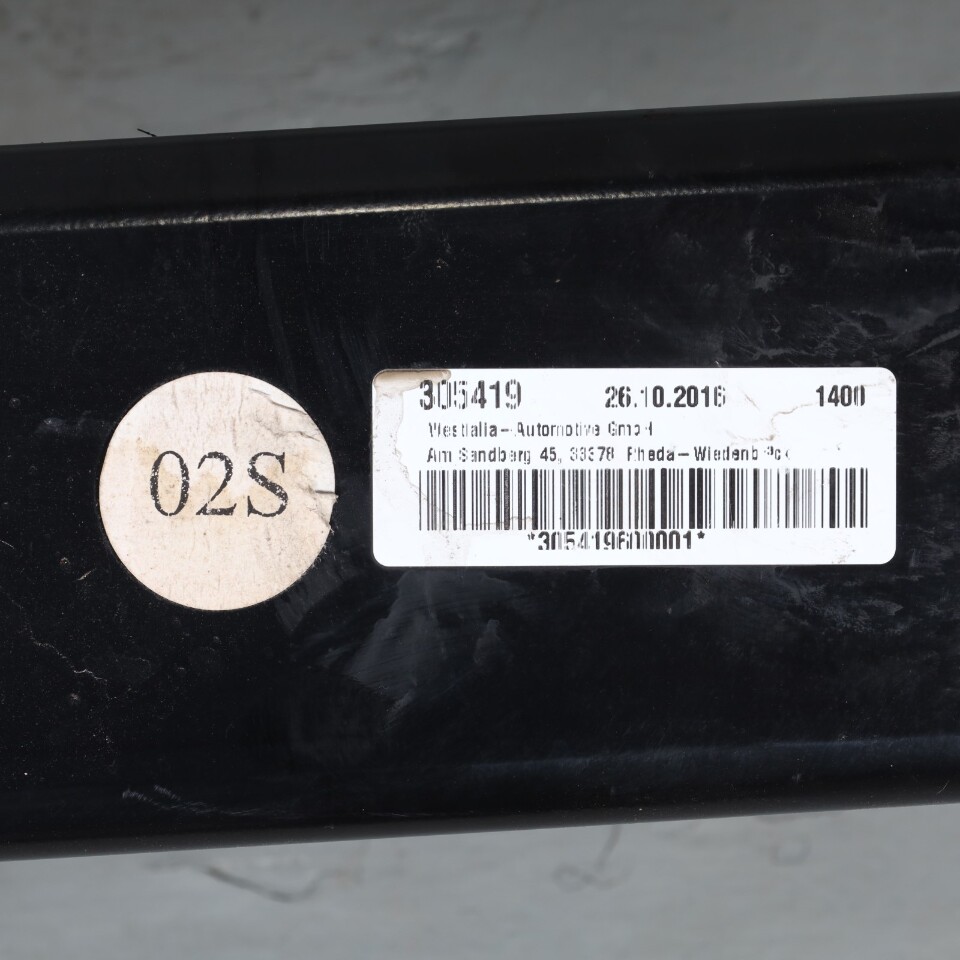 02S
305419 26.10.2016 1400
Westfalia-Automotive GmbH
Am Sandberg 45, 33378 Rheda-Wiedenbrück
*305419600001*